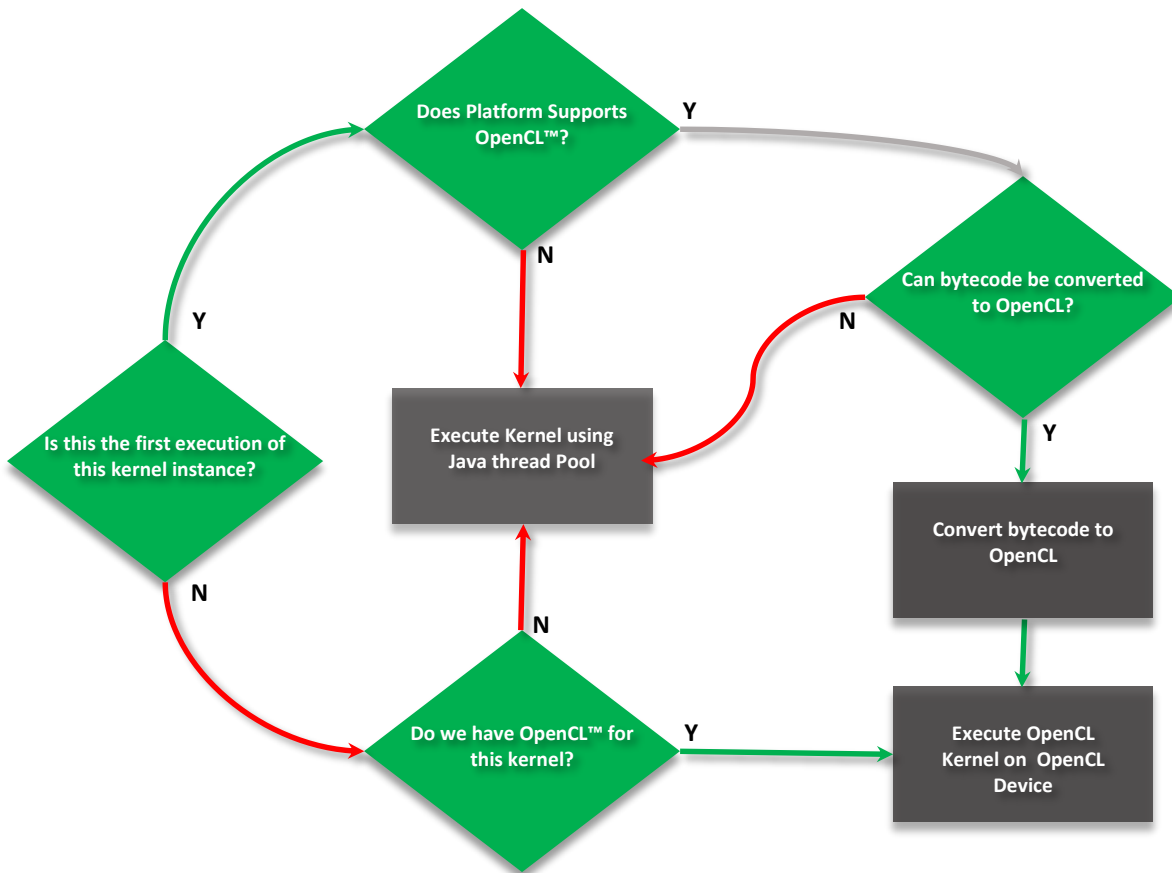 Does Platform Supports
OpenCL™?
Y
N
Can bytecode be converted
to OpenCL?
N
Y
Y
Is this the first execution of
this kernel instance?
N
Execute Kernel using
Java thread Pool
Convert bytecode to
OpenCL
N
Do we have OpenCL™ for
this kernel?
Y
Execute OpenCL
Kernel on  OpenCL
Device